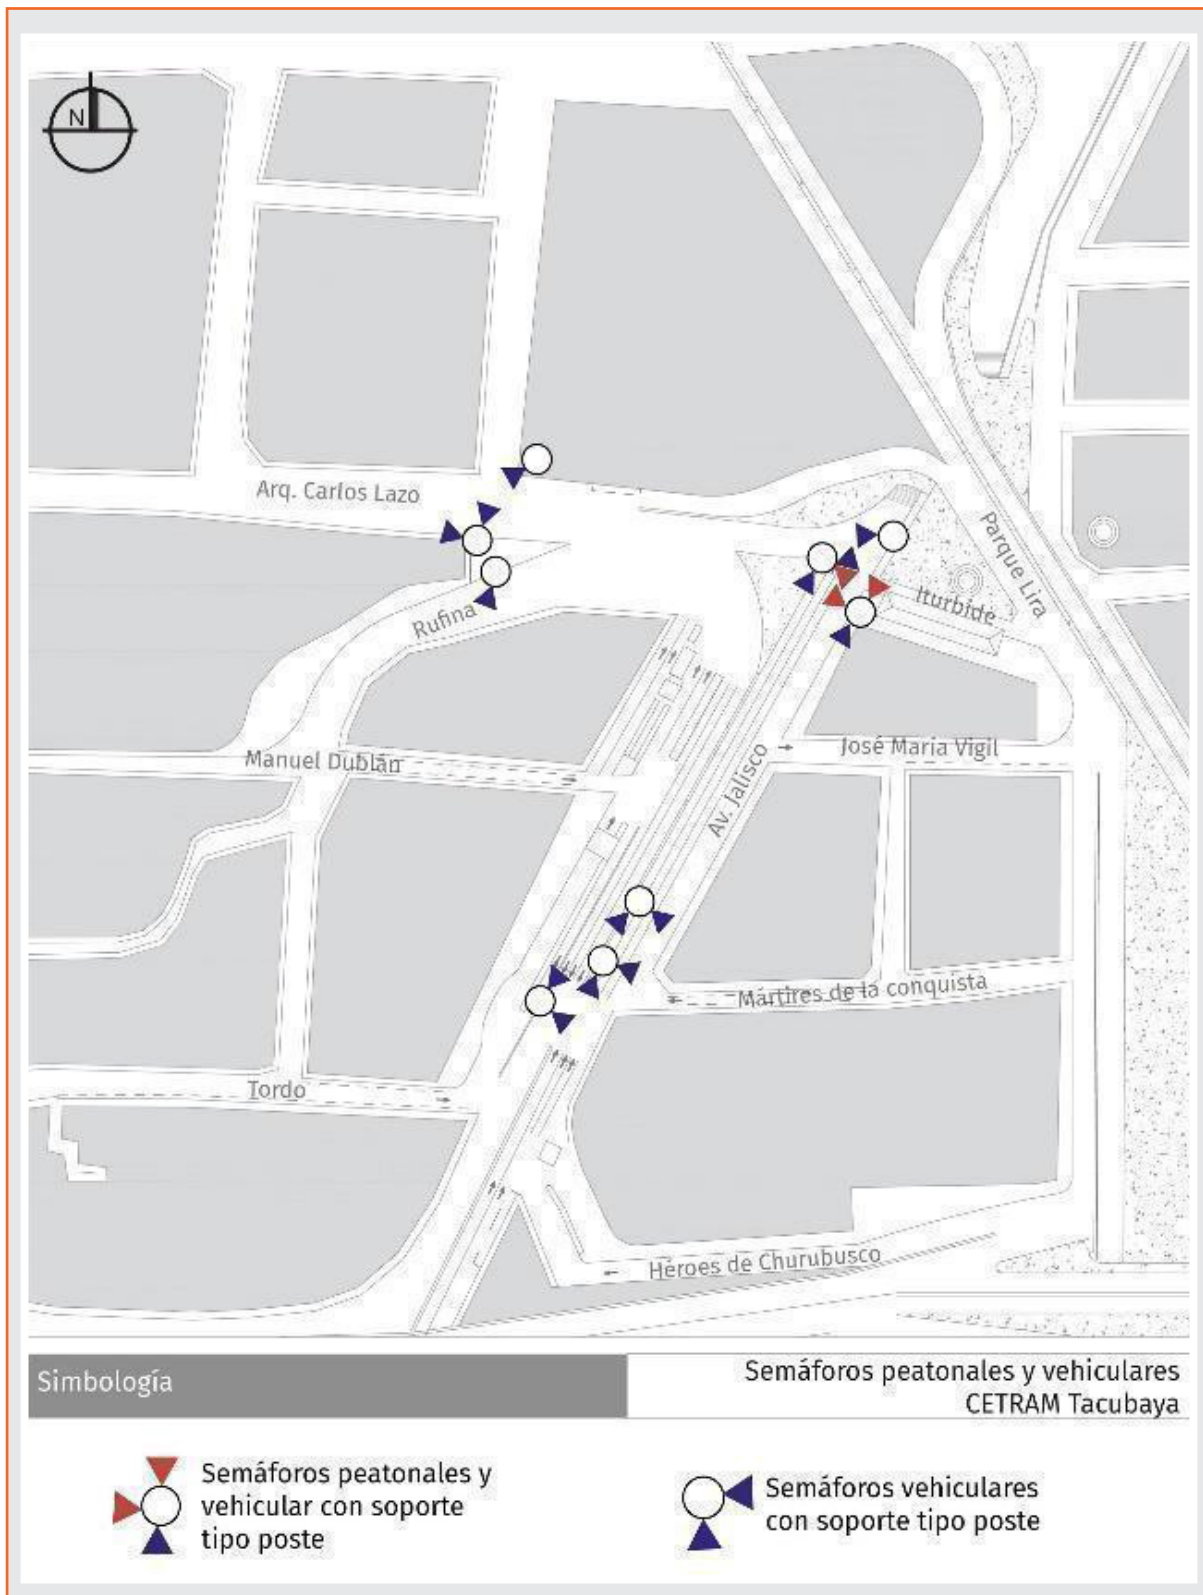 N
Arq. Carlos Lazo
Parque Lira
Iturbide
Rufina
José María Vigil
Manuel Dublán
Av. Jalisco
Mártires de la conquista
Tordo
Héroes de Churubusco
Simbología
Semáforos peatonales y vehiculares
CETRAM Tacubaya
Semáforos peatonales y
vehicular con soporte
tipo poste
Semáforos vehiculares
con soporte tipo poste